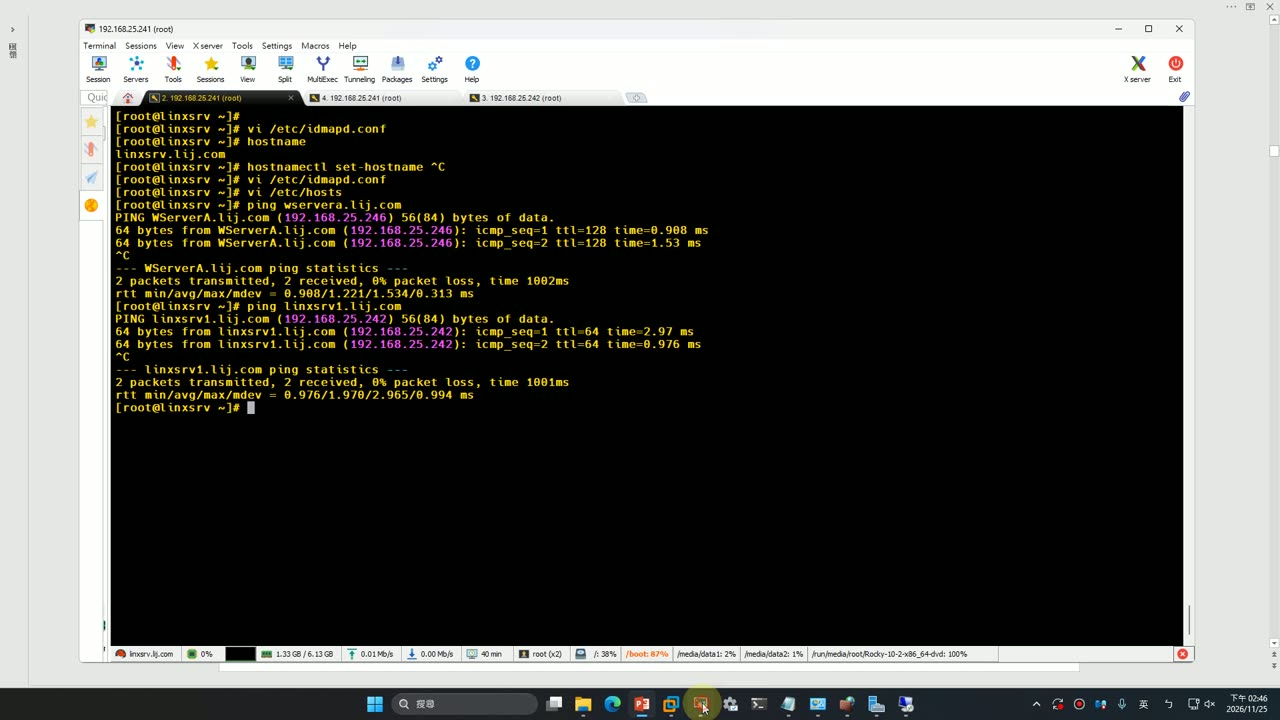 192.168.25.241 (root)
Terminal Sessions View X server Tools Settings Macros Help
Session Servers Tools Sessions View Split MultiExec Tunneling Packages Settings Help X server Exit
Quic 2. 192.168.25.241 (root) 4. 192.168.25.241 (root) 3. 192.168.25.242 (root)
[root@linxsrv ~]#
[root@linxsrv ~]# vi /etc/idmapd.conf
[root@linxsrv ~]# hostname
linxsrv.lij.com
[root@linxsrv ~]# hostnamectl set-hostname ^C
[root@linxsrv ~]# vi /etc/idmapd.conf
[root@linxsrv ~]# vi /etc/hosts
[root@linxsrv ~]# ping wservera.lij.com
PING WServerA.lij.com (192.168.25.246) 56(84) bytes of data.
64 bytes from WServerA.lij.com (192.168.25.246): icmp_seq=1 ttl=128 time=0.908 ms
64 bytes from WServerA.lij.com (192.168.25.246): icmp_seq=2 ttl=128 time=1.53 ms
^C
--- WServerA.lij.com ping statistics ---
2 packets transmitted, 2 received, 0% packet loss, time 1002ms
rtt min/avg/max/mdev = 0.908/1.221/1.534/0.313 ms
[root@linxsrv ~]# ping linxsrv1.lij.com
PING linxsrv1.lij.com (192.168.25.242) 56(84) bytes of data.
64 bytes from linxsrv1.lij.com (192.168.25.242): icmp_seq=1 ttl=64 time=2.97 ms
64 bytes from linxsrv1.lij.com (192.168.25.242): icmp_seq=2 ttl=64 time=0.976 ms
^C
--- linxsrv1.lij.com ping statistics ---
2 packets transmitted, 2 received, 0% packet loss, time 1001ms
rtt min/avg/max/mdev = 0.976/1.970/2.965/0.994 ms
[root@linxsrv ~]#
linxsrv.lij.com 0% 1.33 GB / 6.13 GB 0.01 Mb/s 0.00 Mb/s 40 min root (x2) /: 38% /boot: 87% /media/data1: 2% /media/data2: 1% /run/media/root/Rocky-10-2-x86_64-dvd: 100%
搜尋 英 下午 02:46
2026/11/25